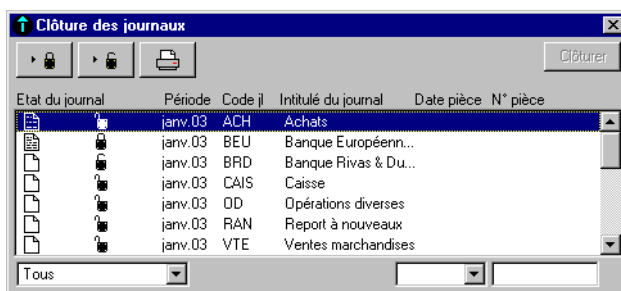 Clôture des journaux
Clôturer
Etat du journal Période Code jl Intitulé du journal Date pièce N° pièce
janv.03 ACH Achats
janv.03 BEU Banque Européenn...
janv.03 BRD Banque Rivas & Du...
janv.03 CAIS Caisse
janv.03 OD Opérations diverses
janv.03 RAN Report à nouveaux
janv.03 VTE Ventes marchandises
Tous